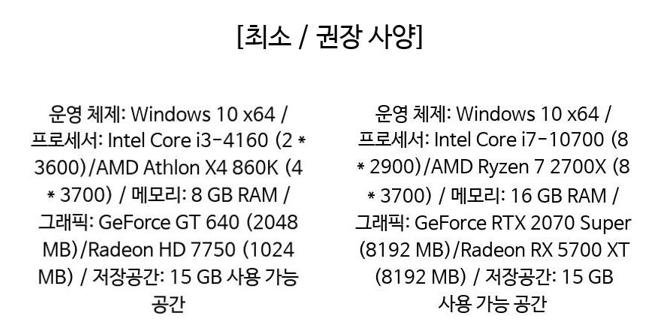 [최소 / 권장 사양]
운영 체제: Windows 10 x64 /
프로세서: Intel Core i3-4160 (2 *
3600)/AMD Athlon X4 860K (4
* 3700) / 메모리: 8 GB RAM /
그래픽: GeForce GT 640 (2048
MB)/Radeon HD 7750 (1024
MB) / 저장공간: 15 GB 사용 가능
공간
운영 체제: Windows 10 x64 /
프로세서: Intel Core i7-10700 (8
* 2900)/AMD Ryzen 7 2700X (8
* 3700) / 메모리: 16 GB RAM /
그래픽: GeForce RTX 2070 Super
(8192 MB)/Radeon RX 5700 XT
(8192 MB) / 저장공간: 15 GB
사용 가능 공간